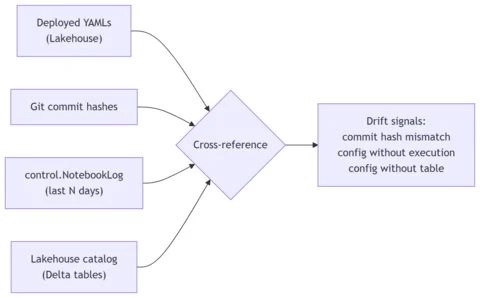 Deployed YAMLs
(Lakehouse)
Git commit hashes
control.NotebookLog
(last N days)
Lakehouse catalog
(Delta tables)
Cross-reference
Drift signals:
commit hash mismatch
config without execution
config without table